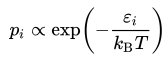 p_i ∝ exp(−ε_i / k_B T)